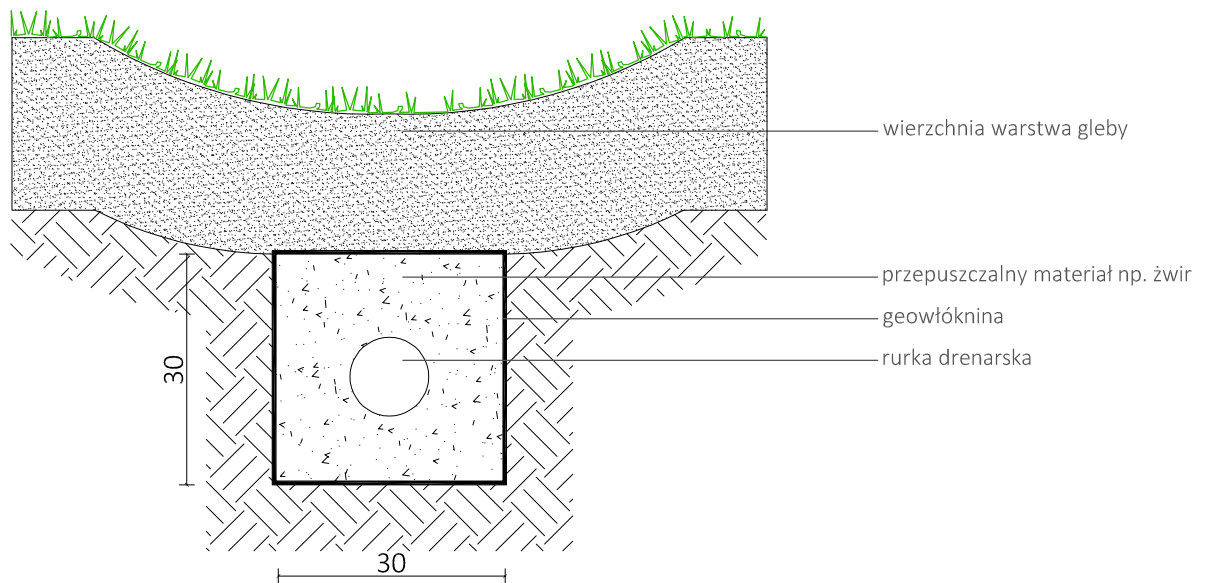 wierzchnia warstwa gleby
przepuszczalny materiał np. żwir
geowłóknina
rurka drenarska
30
30